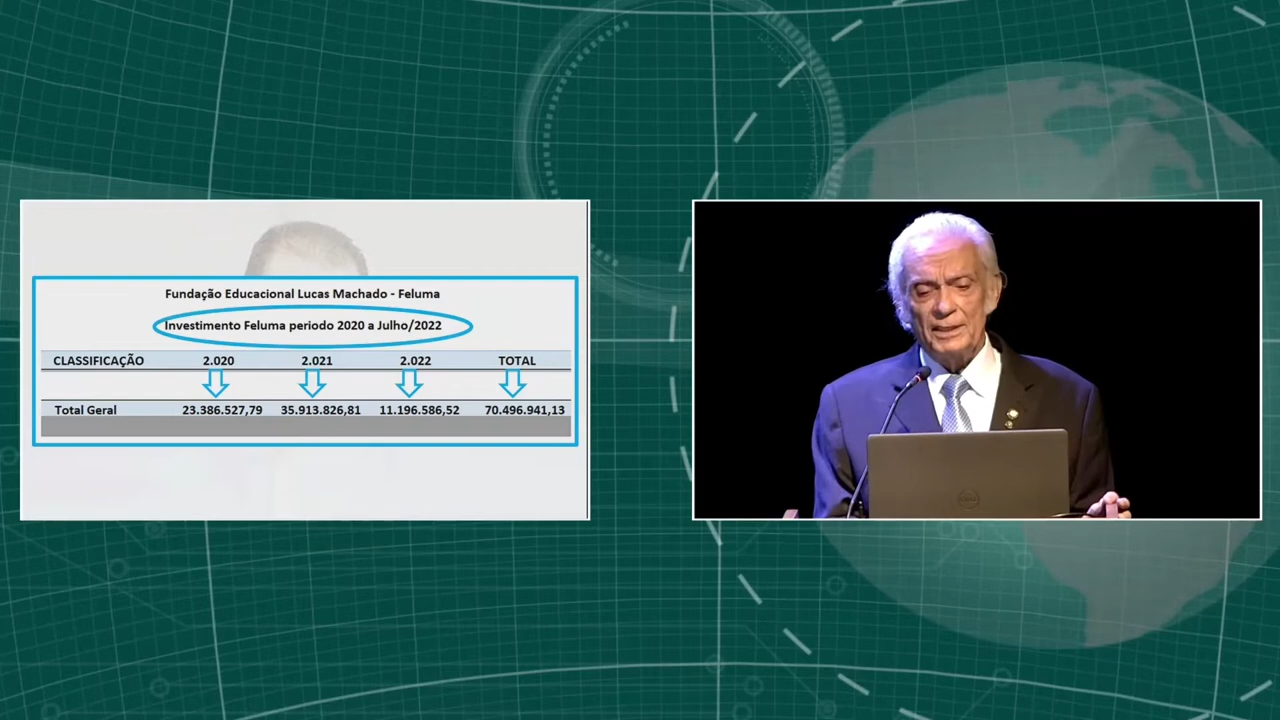 Fundação Educacional Lucas Machado - Feluma
Investimento Feluma periodo 2020 a Julho/2022
CLASSIFICAÇÃO 2.020 2.021 2.022 TOTAL
Total Geral 23.386.527,79 35.913.826,81 11.196.586,52 70.496.941,13